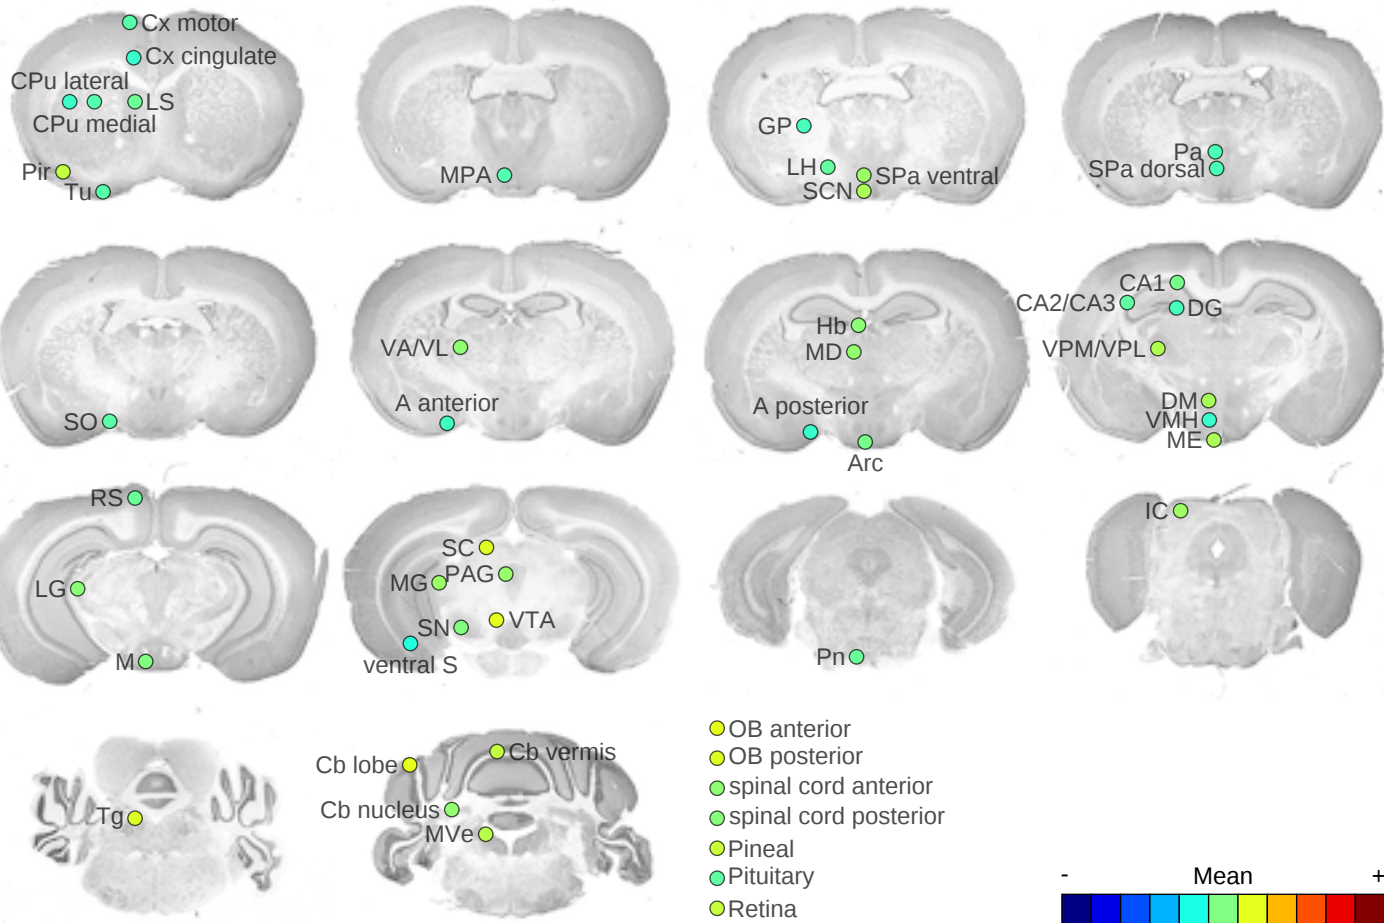 Cx motor
Cx cingulate
CPu lateral
LS
CPu medial
Pir
Tu
MPA
GP
LH
SPa ventral
SCN
Pa
SPa dorsal
SO
VA/VL
A anterior
Hb
MD
A posterior
Arc
CA1
CA2/CA3
DG
VPM/VPL
DM
VMH
ME
RS
LG
M
SC
MG
PAG
SN
VTA
ventral S
Pn
IC
Tg
Cb lobe
Cb vermis
Cb nucleus
MVe
OB anterior
OB posterior
spinal cord anterior
spinal cord posterior
Pineal
Pituitary
Retina
- Mean +